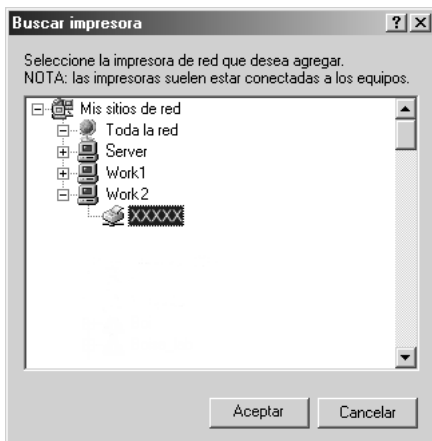 Buscar impresora
Seleccione la impresora de red que desea agregar.
NOTA: las impresoras suelen estar conectadas a los equipos.
Mis sitios de red
Toda la red
Server
Work1
Work2
XXXXX
Aceptar
Cancelar